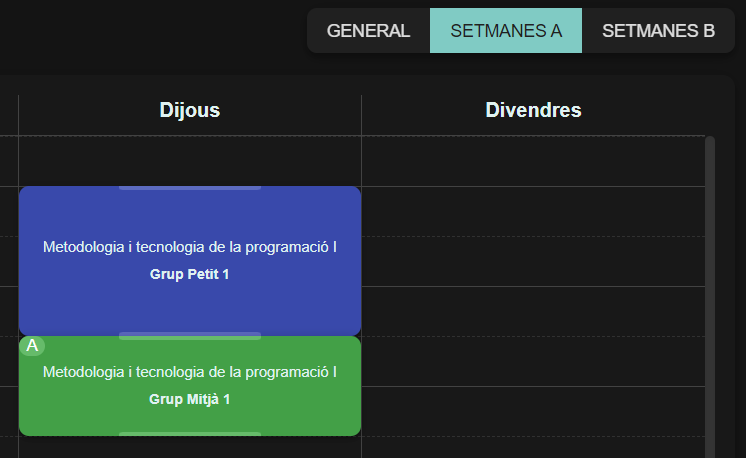 GENERAL SETMANES A SETMANES B
Dijous Divendres
Metodologia i tecnologia de la programació I
Grup Petit 1
A
Metodologia i tecnologia de la programació I
Grup Mitjà 1